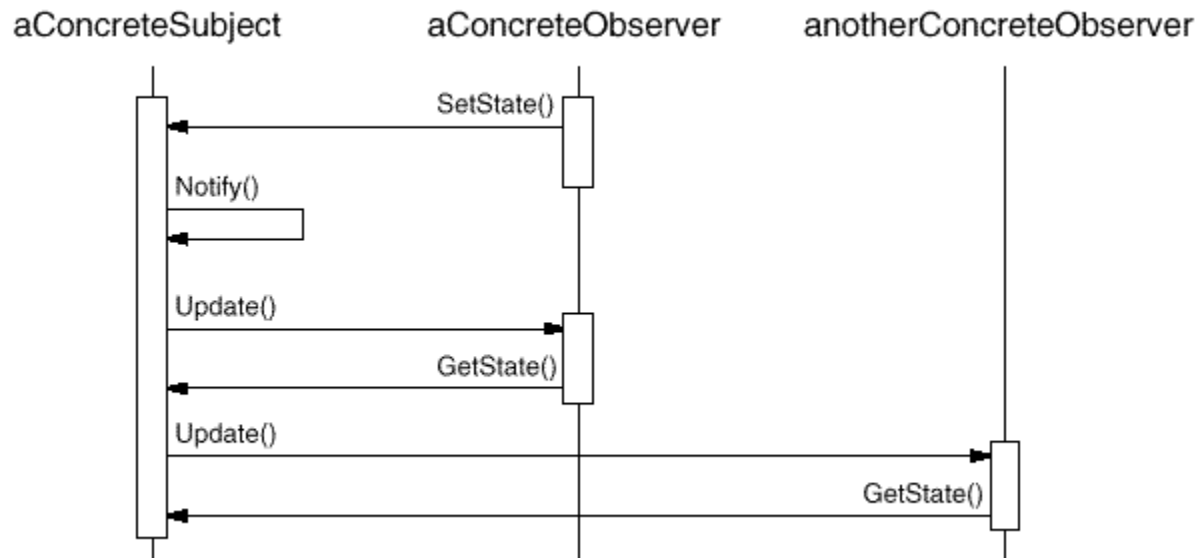 aConcreteSubject aConcreteObserver anotherConcreteObserver
SetState()
Notify()
Update()
GetState()
Update()
GetState()